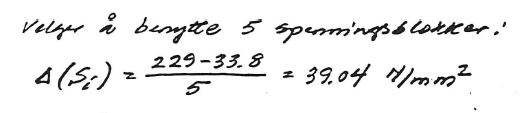 Velger å benytte 5 spenningsblokker:
Δ(Si) = 229-33.8 / 5 = 39.04 N/mm²